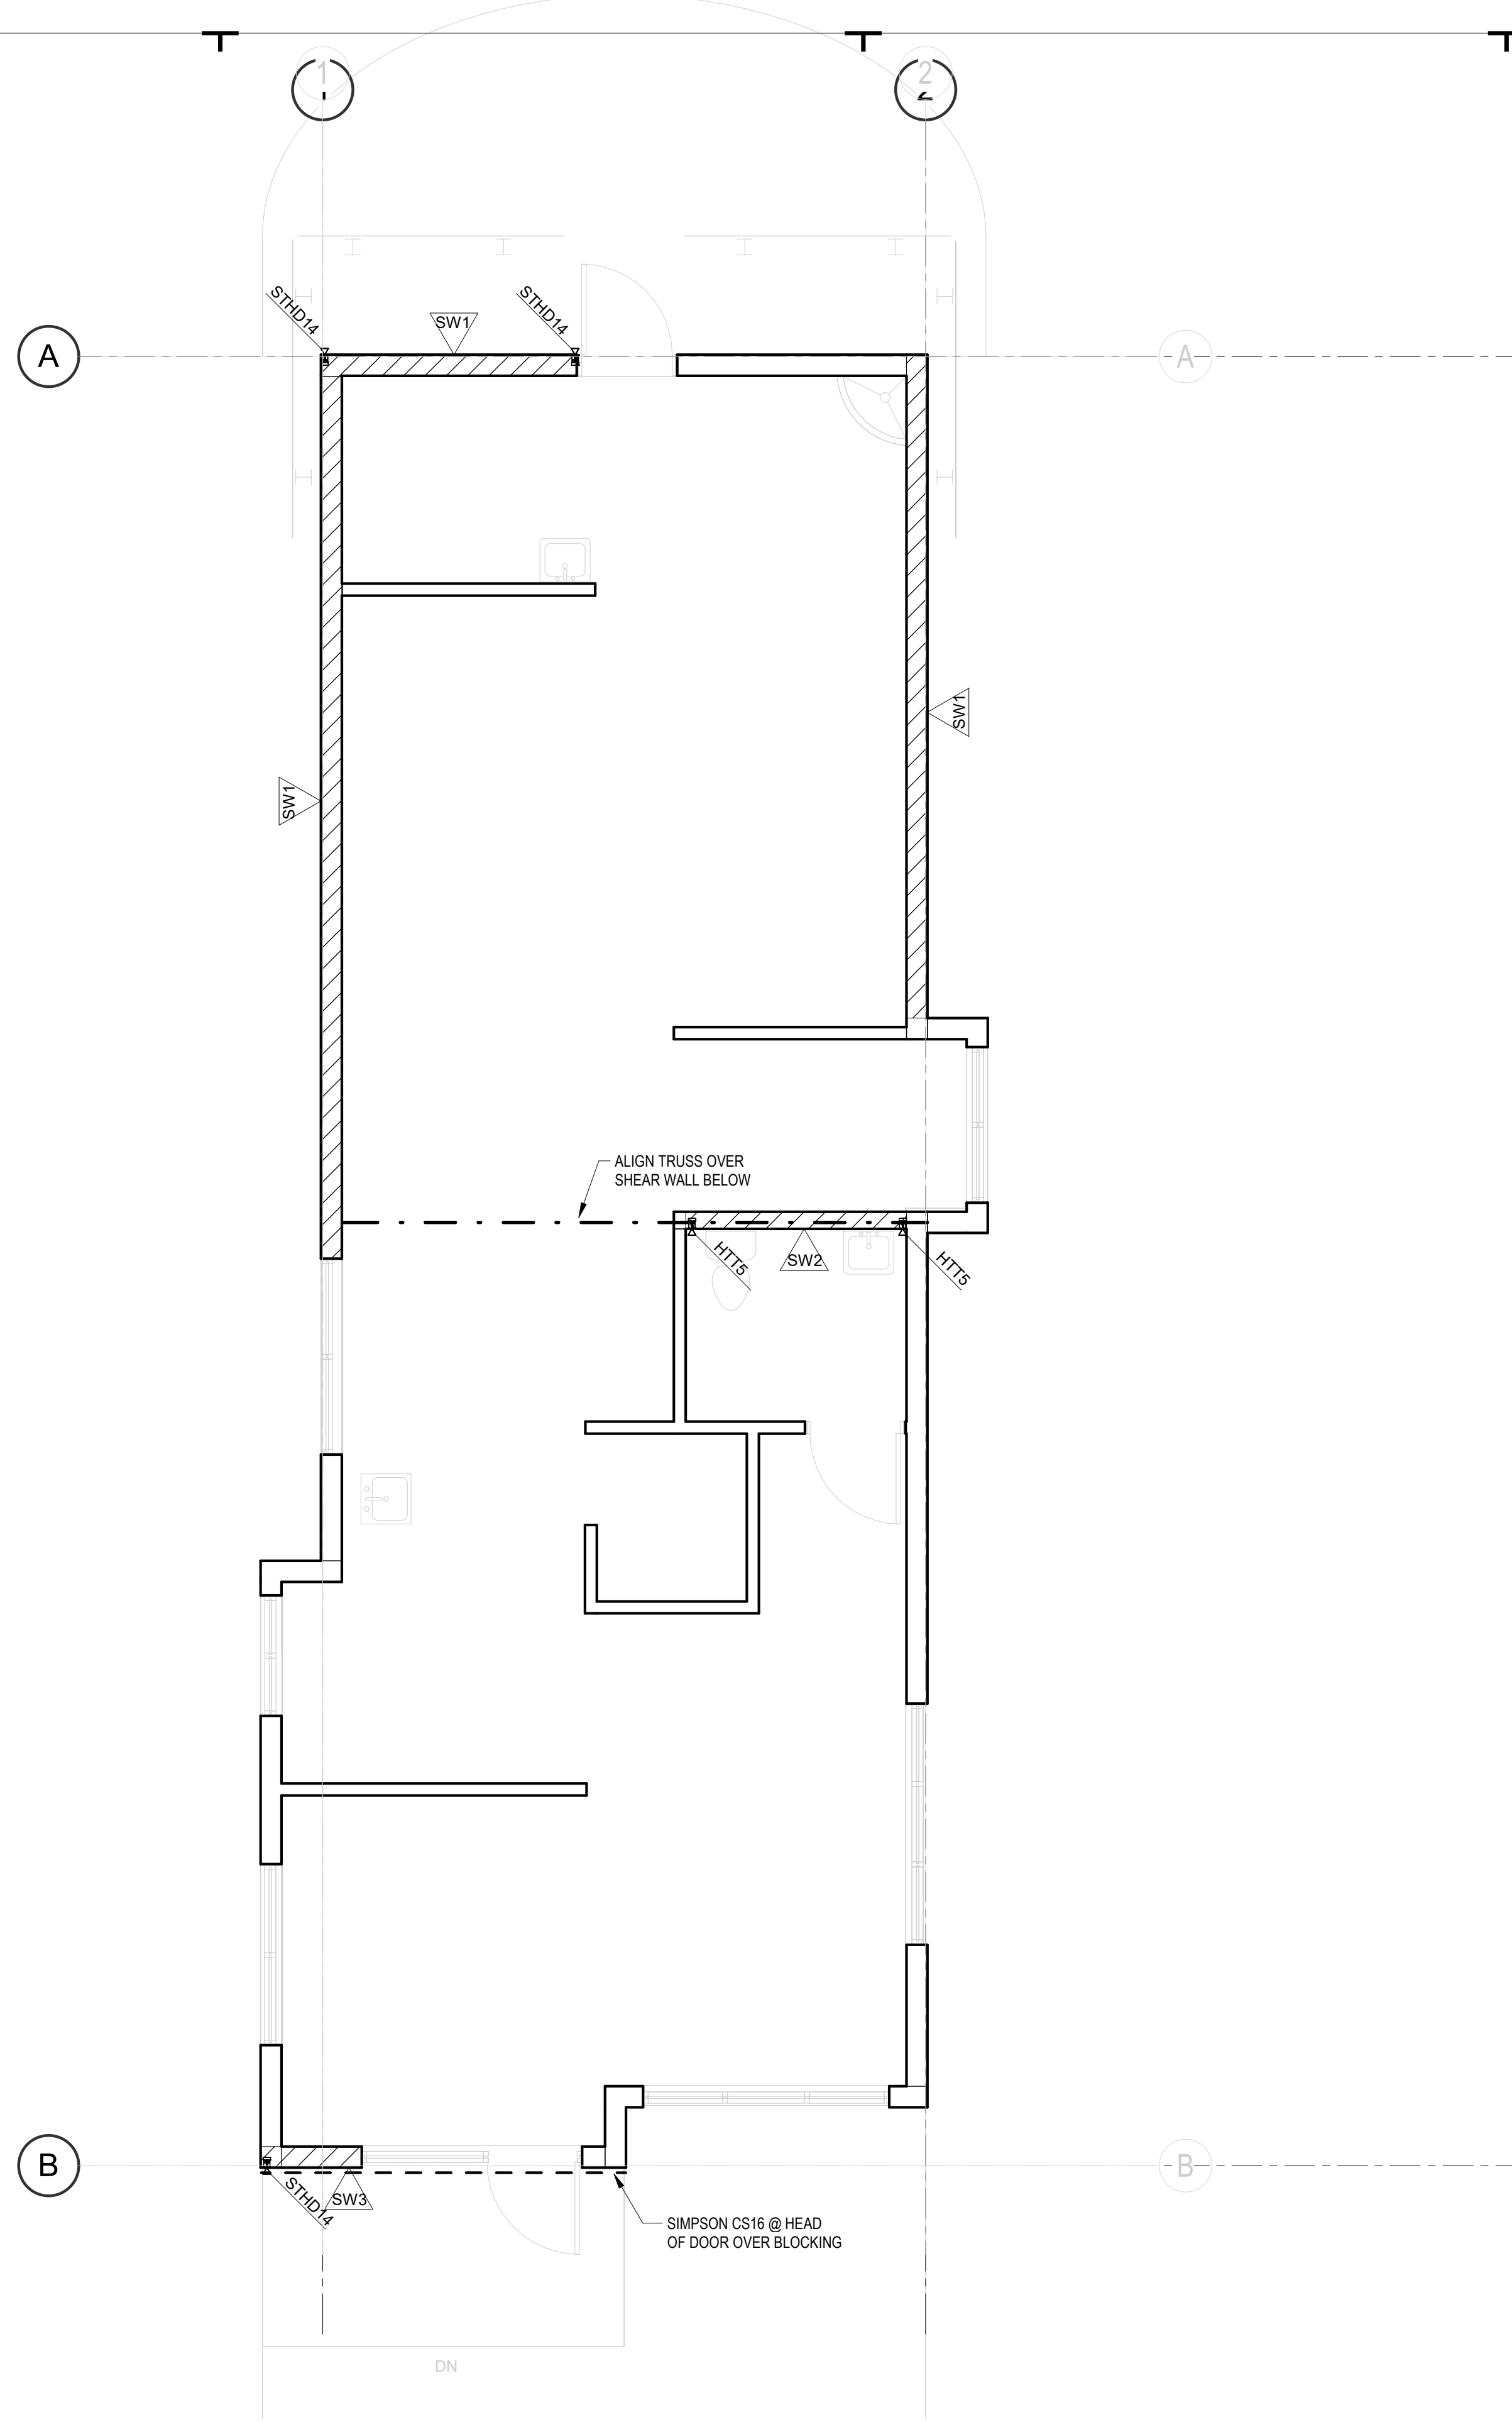 1
2
2
STHD14
STHD14
SW1
A
A
SW1
SW1
ALIGN TRUSS OVER
SHEAR WALL BELOW
HTT5
SW2
HTT5
B
B
STHD14
SW3
SIMPSON CS16 @ HEAD
OF DOOR OVER BLOCKING
DN